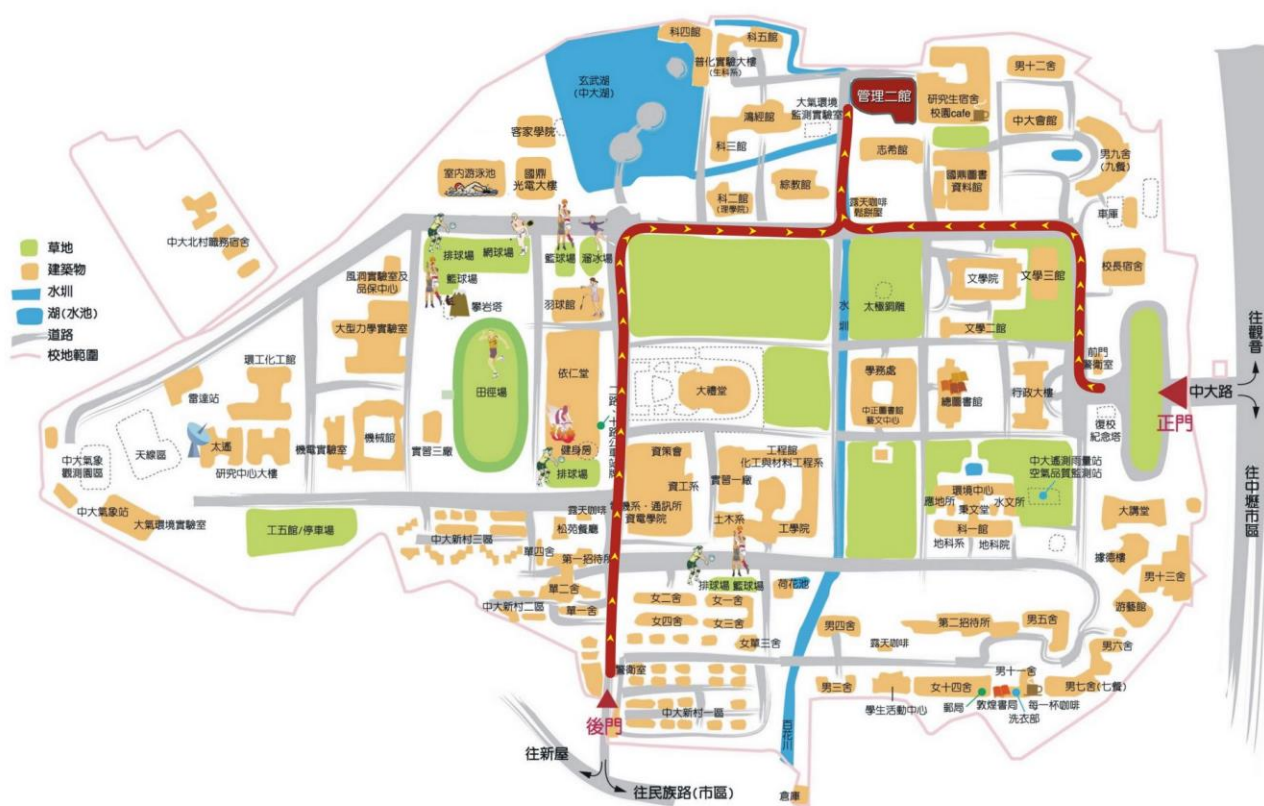 科四館
科五館
普化實驗大樓
(生科系)
玄武湖
(中大湖)
大氣環境
監測實驗室
管理二館
研究生宿舍
校園cafe
男十二舍
中大會館
鴻經館
客家學院
科三館
志希館
男九舍
(九餐)
室內游泳池
國鼎
光電大樓
科二館
(理學院)
綜教館
國鼎圖書
資料館
露天咖啡
鬆餅屋
車庫
中大北村職務宿舍
草地
建築物
水圳
湖(水池)
道路
校地範圍
排球場
網球場
籃球場
溜冰場
籃球場
風洞實驗室及
品保中心
攀岩塔
羽球館
文學院
文學三館
校長宿舍
水圳
太極銅雕
大型力學實驗室
文學二館
往觀音
環工化工館
田徑場
依仁堂
大禮堂
學務處
總圖書館
行政大樓
前門
警衛室
中大路
正門
雷達站
中正圖書館
藝文中心
復校
紀念塔
天線區
太遙
研究中心大樓
機電實驗室
機械館
實習三廠
健身房
排球場
資策會
資工系
工程館
化工與材料工程系
實習一廠
中大遙測雨量站
空氣品質監測站
往中壢市區
中大氣象
觀測園區
中大氣象站
大氣環境實驗室
工五館/停車場
露天咖啡
松苑餐廳
機系・通訊所
資電學院
土木系
工學院
環境中心
應地所
水文所
秉文堂
科一館
地科系
地科院
大講堂
中大新村三區
單四舍
第一招待所
據德樓
男十三舍
排球場
籃球場
荷花池
單二舍
中大新村二區
單一舍
女二舍
女一舍
女四舍
女三舍
女單三舍
男四舍
露天咖啡
第二招待所
男五舍
游藝館
男六舍
警衛室
男三舍
學生活動中心
女十四舍
男十一舍
男七舍(七餐)
郵局
敦煌書局
洗衣部
每一杯咖啡
後門
中大新村一區
百花川
往新屋
往民族路(市區)
倉庫